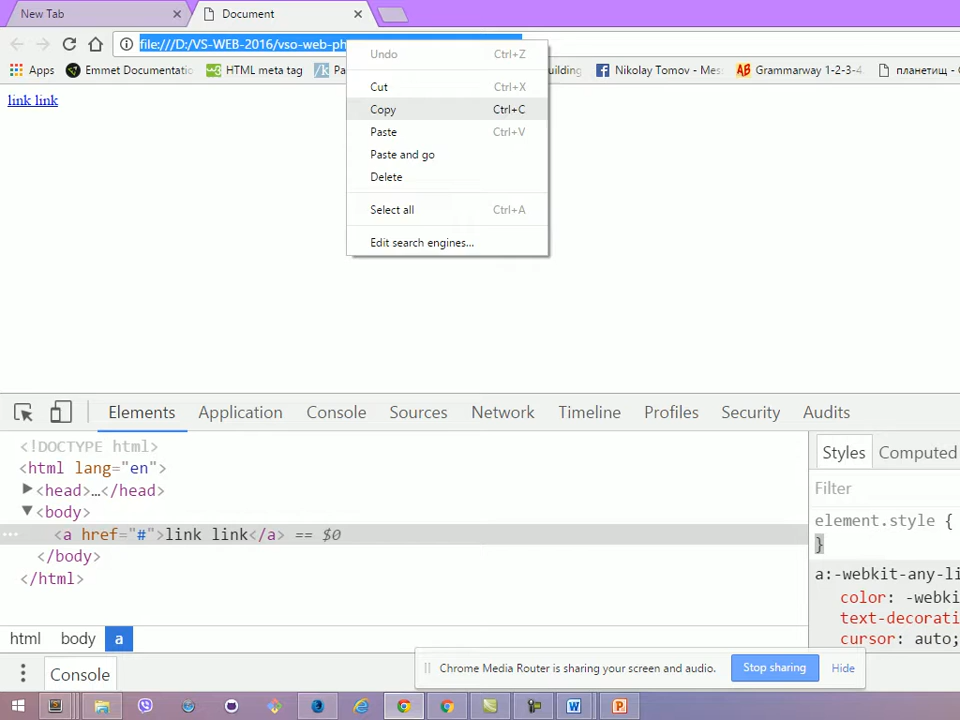 New Tab
Document
file:///D:/VS-WEB-2016/vso-web-ph
Apps
Emmet Documentatio
HTML meta tag
Pa
uilding
Nikolay Tomov - Mes
Grammarway 1-2-3-4
планетищ -
link link
Undo Ctrl+Z
Cut Ctrl+X
Copy Ctrl+C
Paste Ctrl+V
Paste and go
Delete
Select all Ctrl+A
Edit search engines...
Elements Application Console Sources Network Timeline Profiles Security Audits
<!DOCTYPE html>
<html lang="en">
<head>…</head>
<body>
<a href="#">link link</a> == $0
</body>
</html>
Styles Computed
Filter
element.style {
}
a:-webkit-any-li
color: -webki
text-decorati
cursor: auto;
html body a
Console
Chrome Media Router is sharing your screen and audio.
Stop sharing
Hide